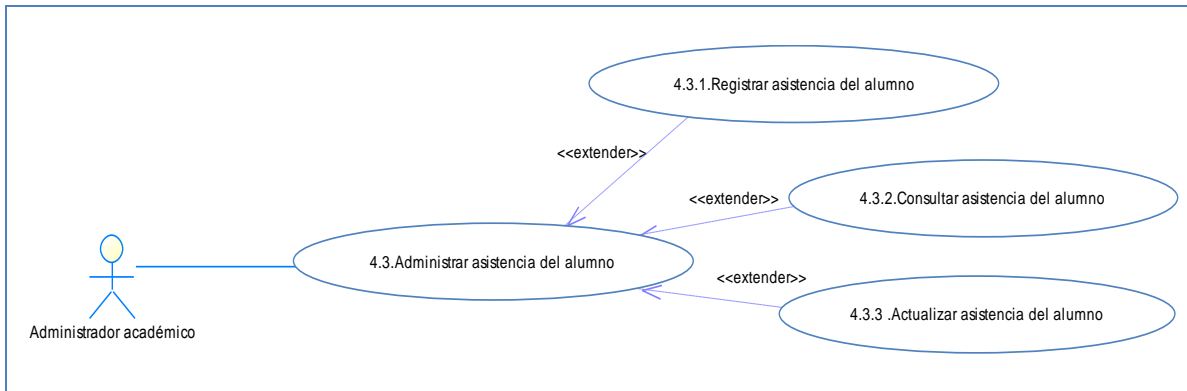 4.3.1.Registrar asistencia del alumno
<<extender>>
<<extender>>
4.3.2.Consultar asistencia del alumno
4.3.Administrar asistencia del alumno
<<extender>>
4.3.3 .Actualizar asistencia del alumno
Administrador académico